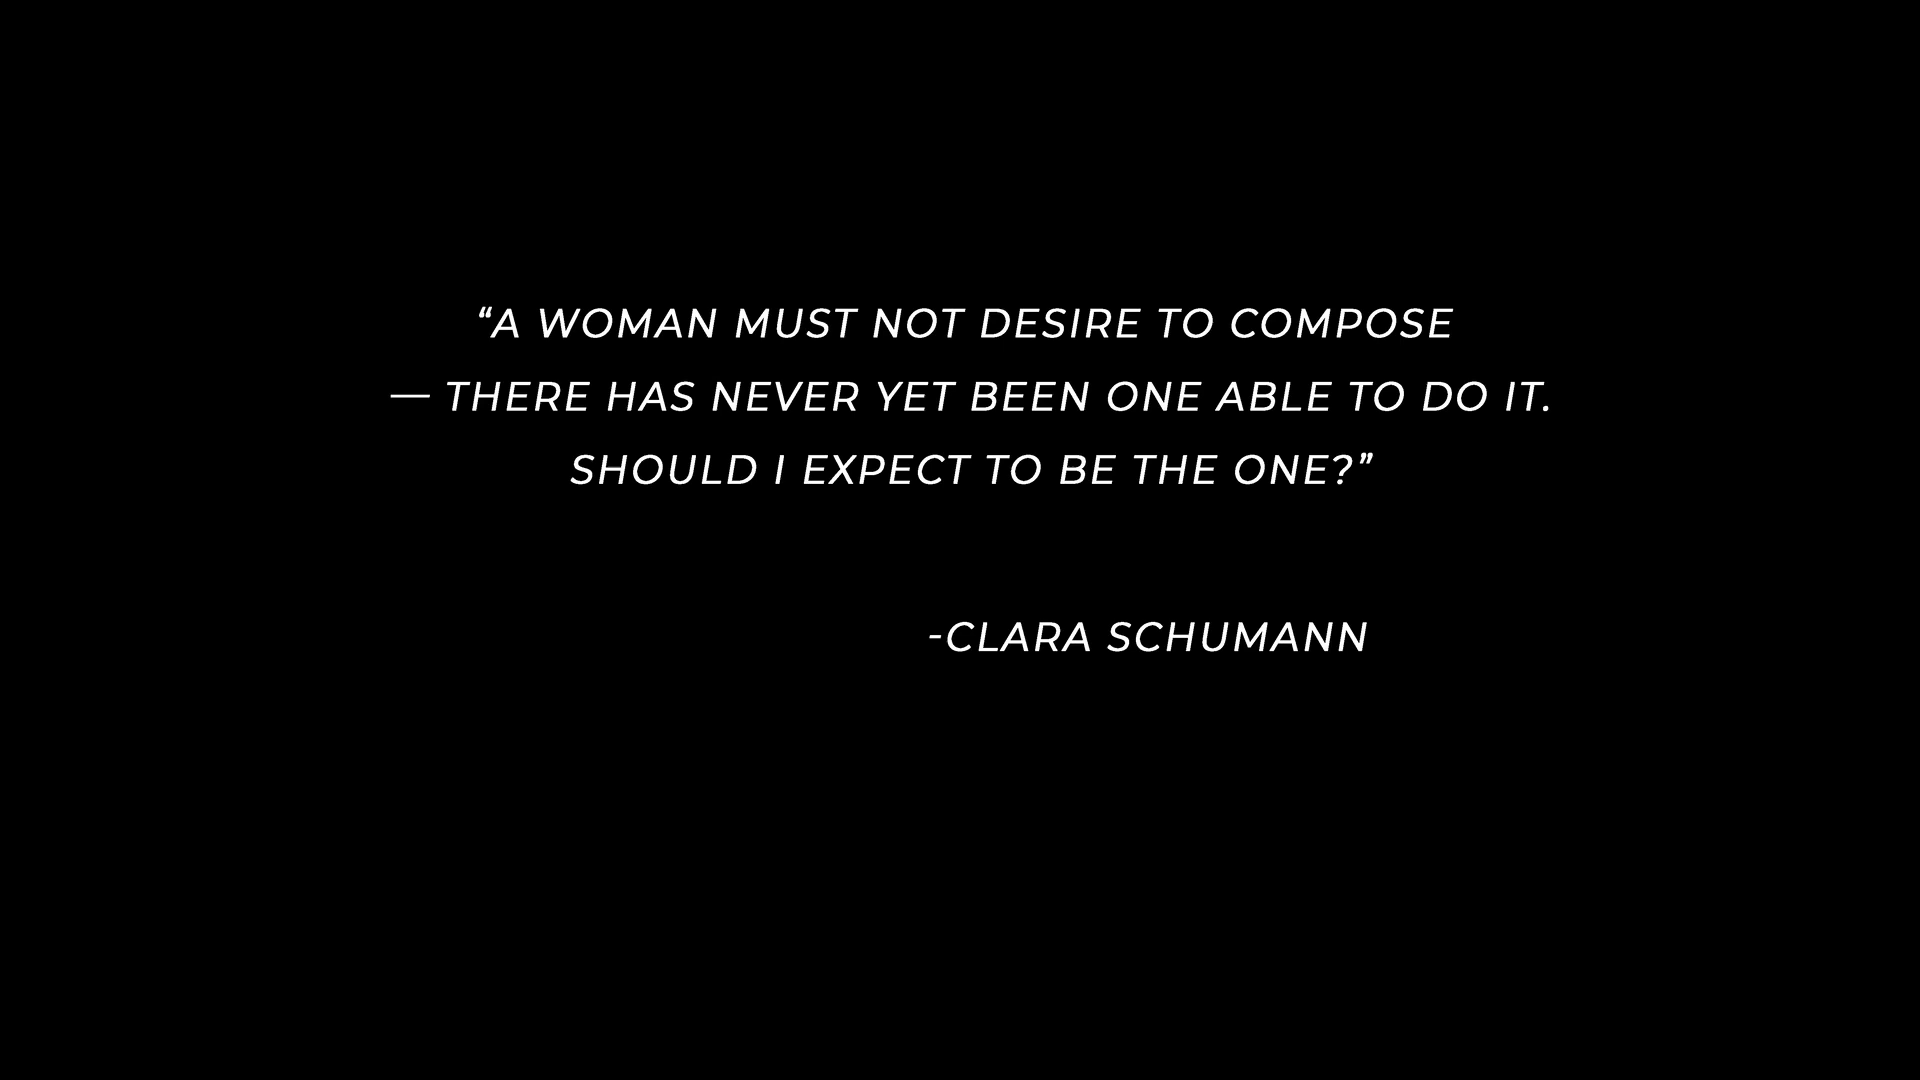 “A WOMAN MUST NOT DESIRE TO COMPOSE
— THERE HAS NEVER YET BEEN ONE ABLE TO DO IT.
SHOULD I EXPECT TO BE THE ONE?”
-CLARA SCHUMANN